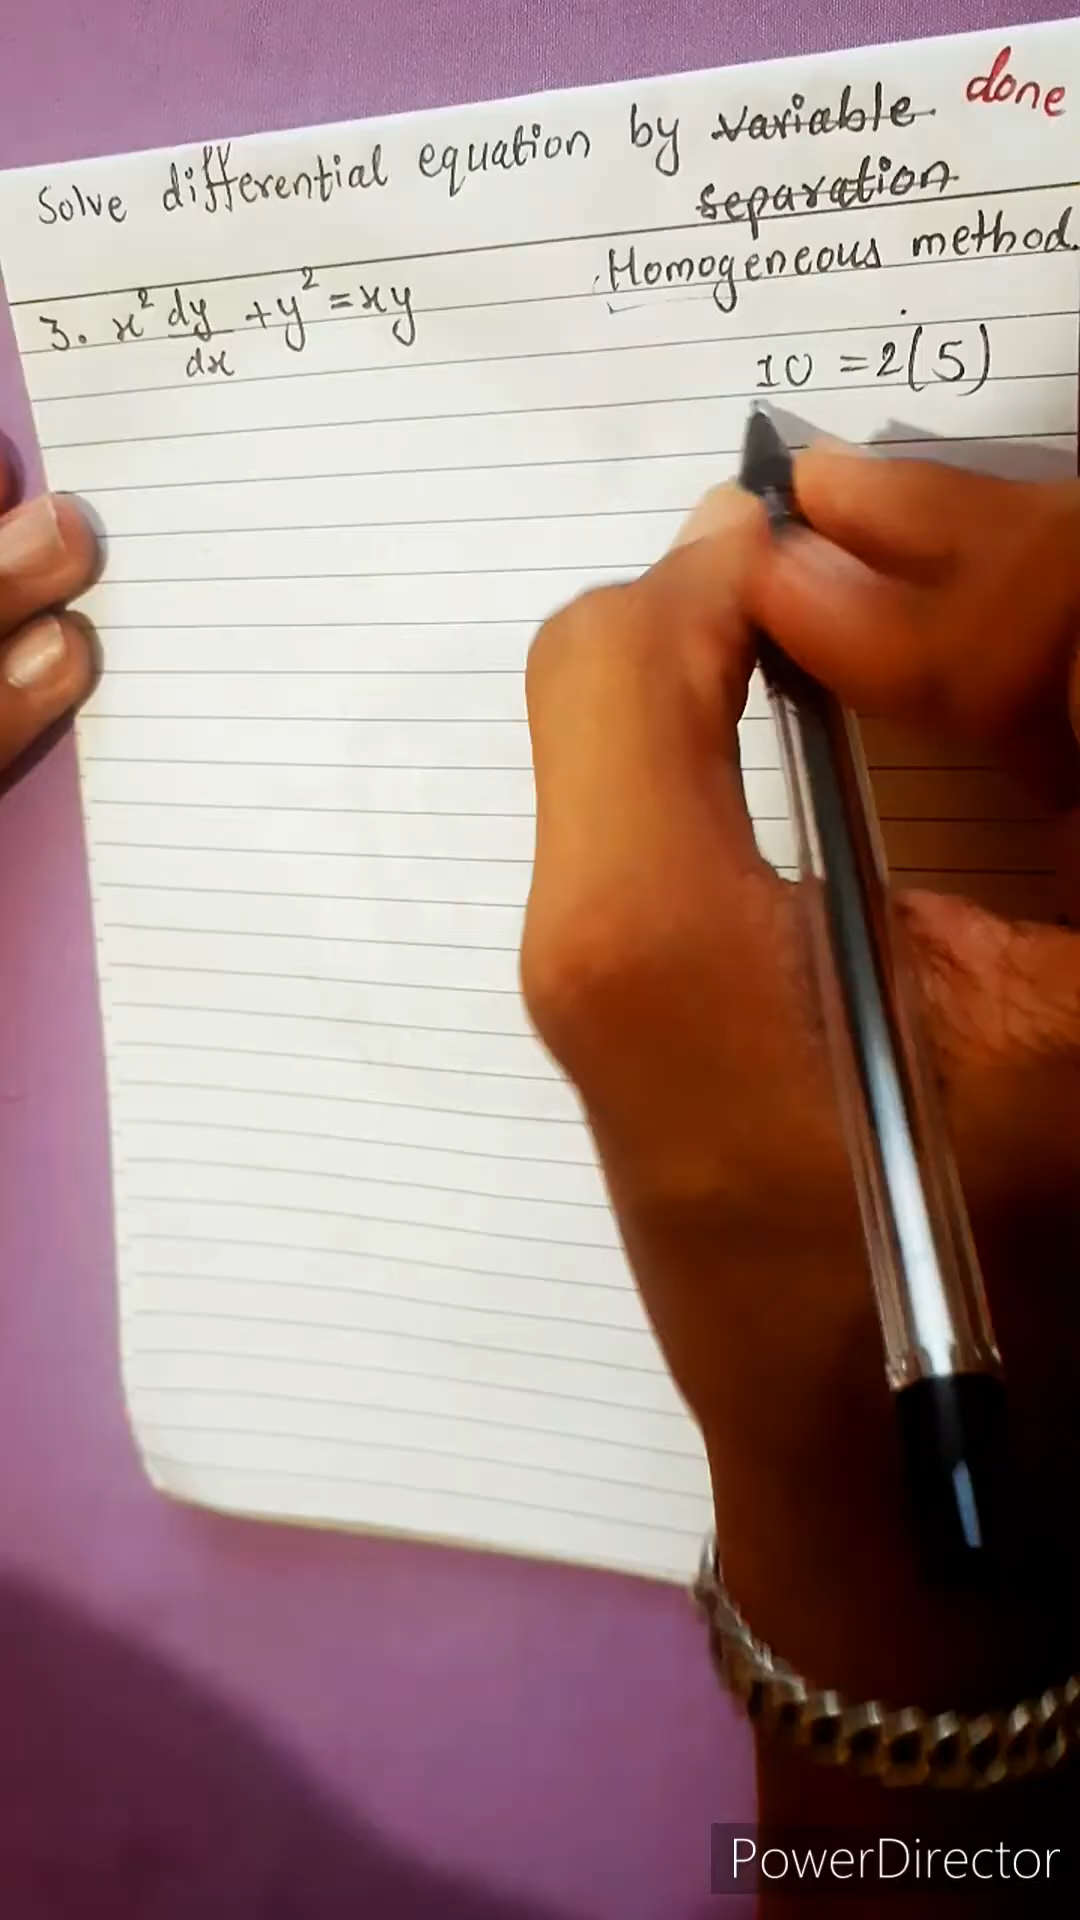 Solve differential equation by variable done
separation
Homogeneous method.
3. x² dy/dx + y² = xy
10 = 2(5)
PowerDirector